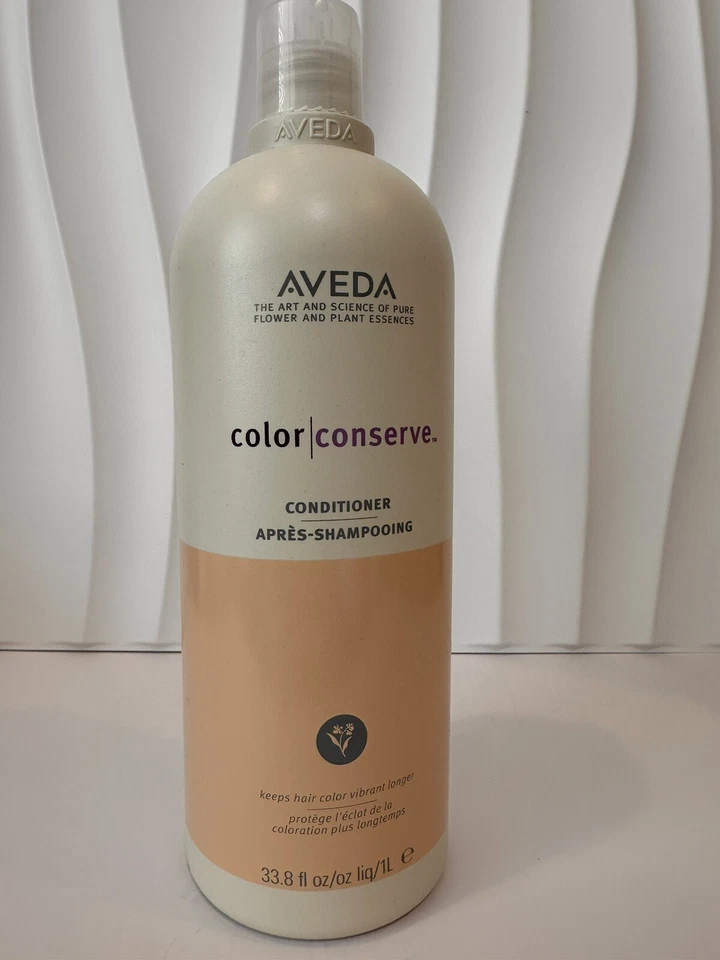 AVEDA
AVEDA
THE ART AND SCIENCE OF PURE
FLOWER AND PLANT ESSENCES
color|conserve™
CONDITIONER
APRÈS-SHAMPOOING
keeps hair color vibrant longer
protège l'éclat de la
coloration plus longtemps
33.8 fl oz/oz liq/1L ℮